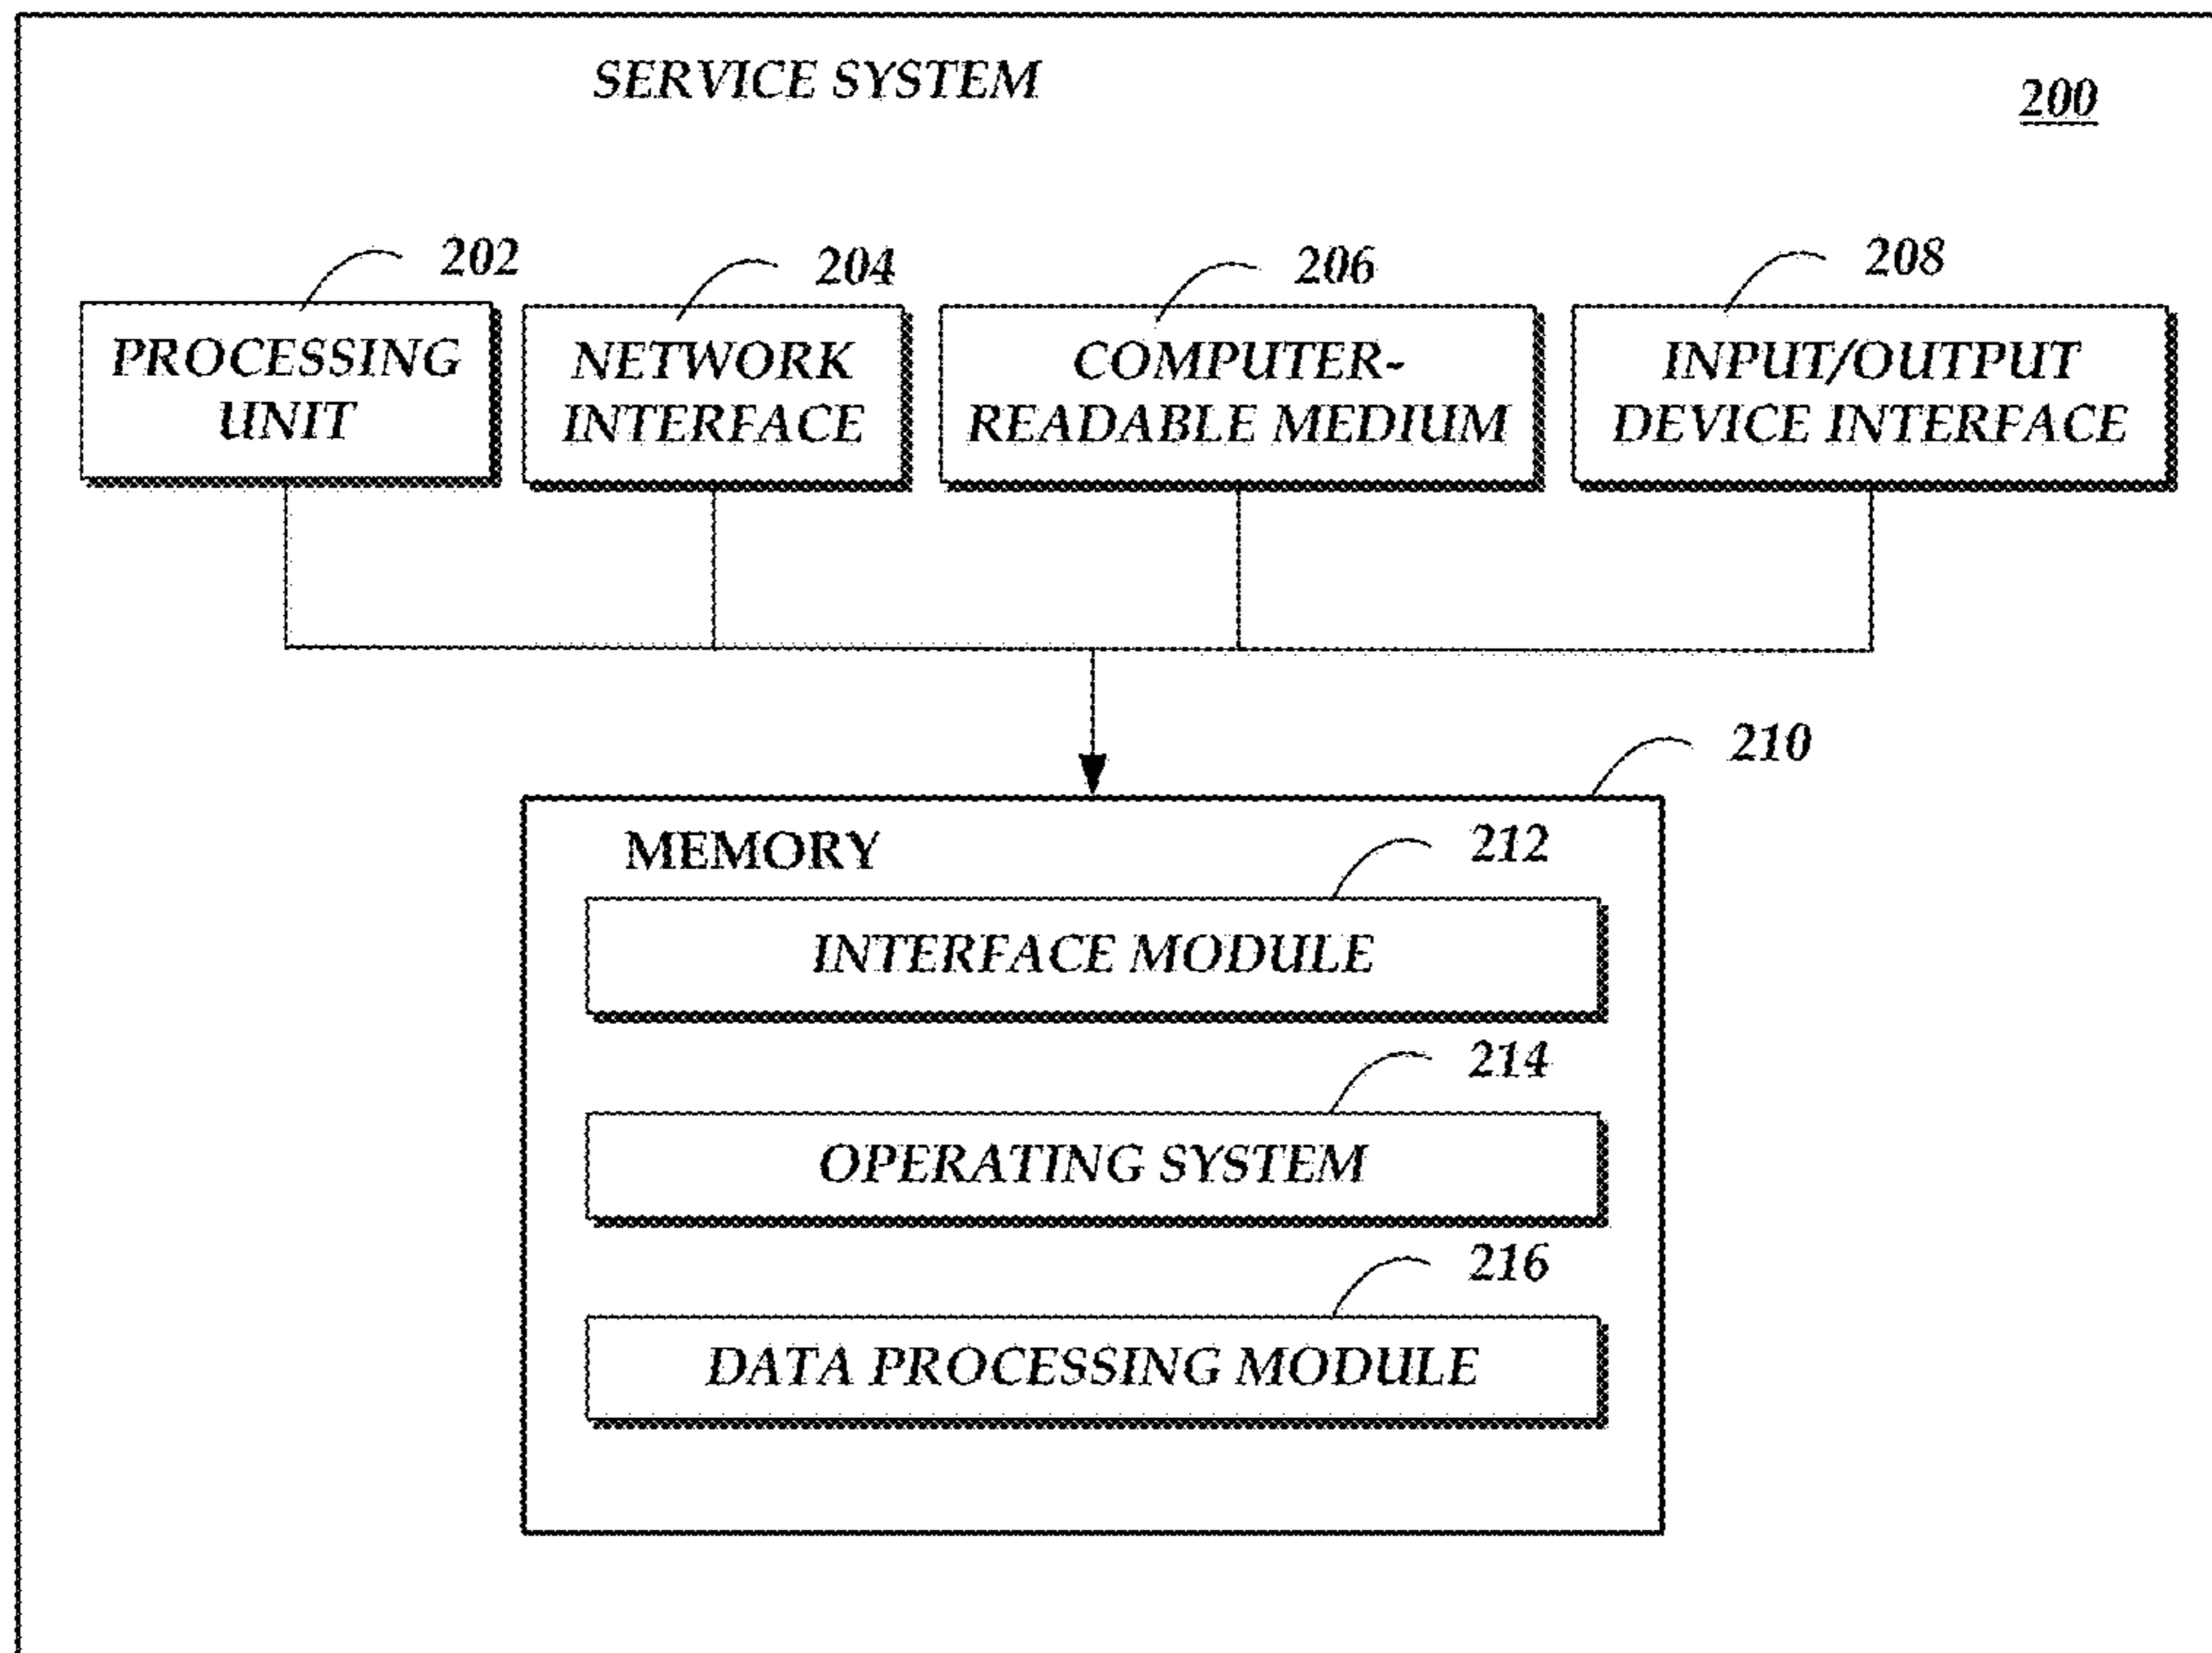 SERVICE SYSTEM
200
202
204
206
208
PROCESSING
UNIT
NETWORK
INTERFACE
COMPUTER-
READABLE MEDIUM
INPUT/OUTPUT
DEVICE INTERFACE
210
MEMORY
212
INTERFACE MODULE
214
OPERATING SYSTEM
216
DATA PROCESSING MODULE